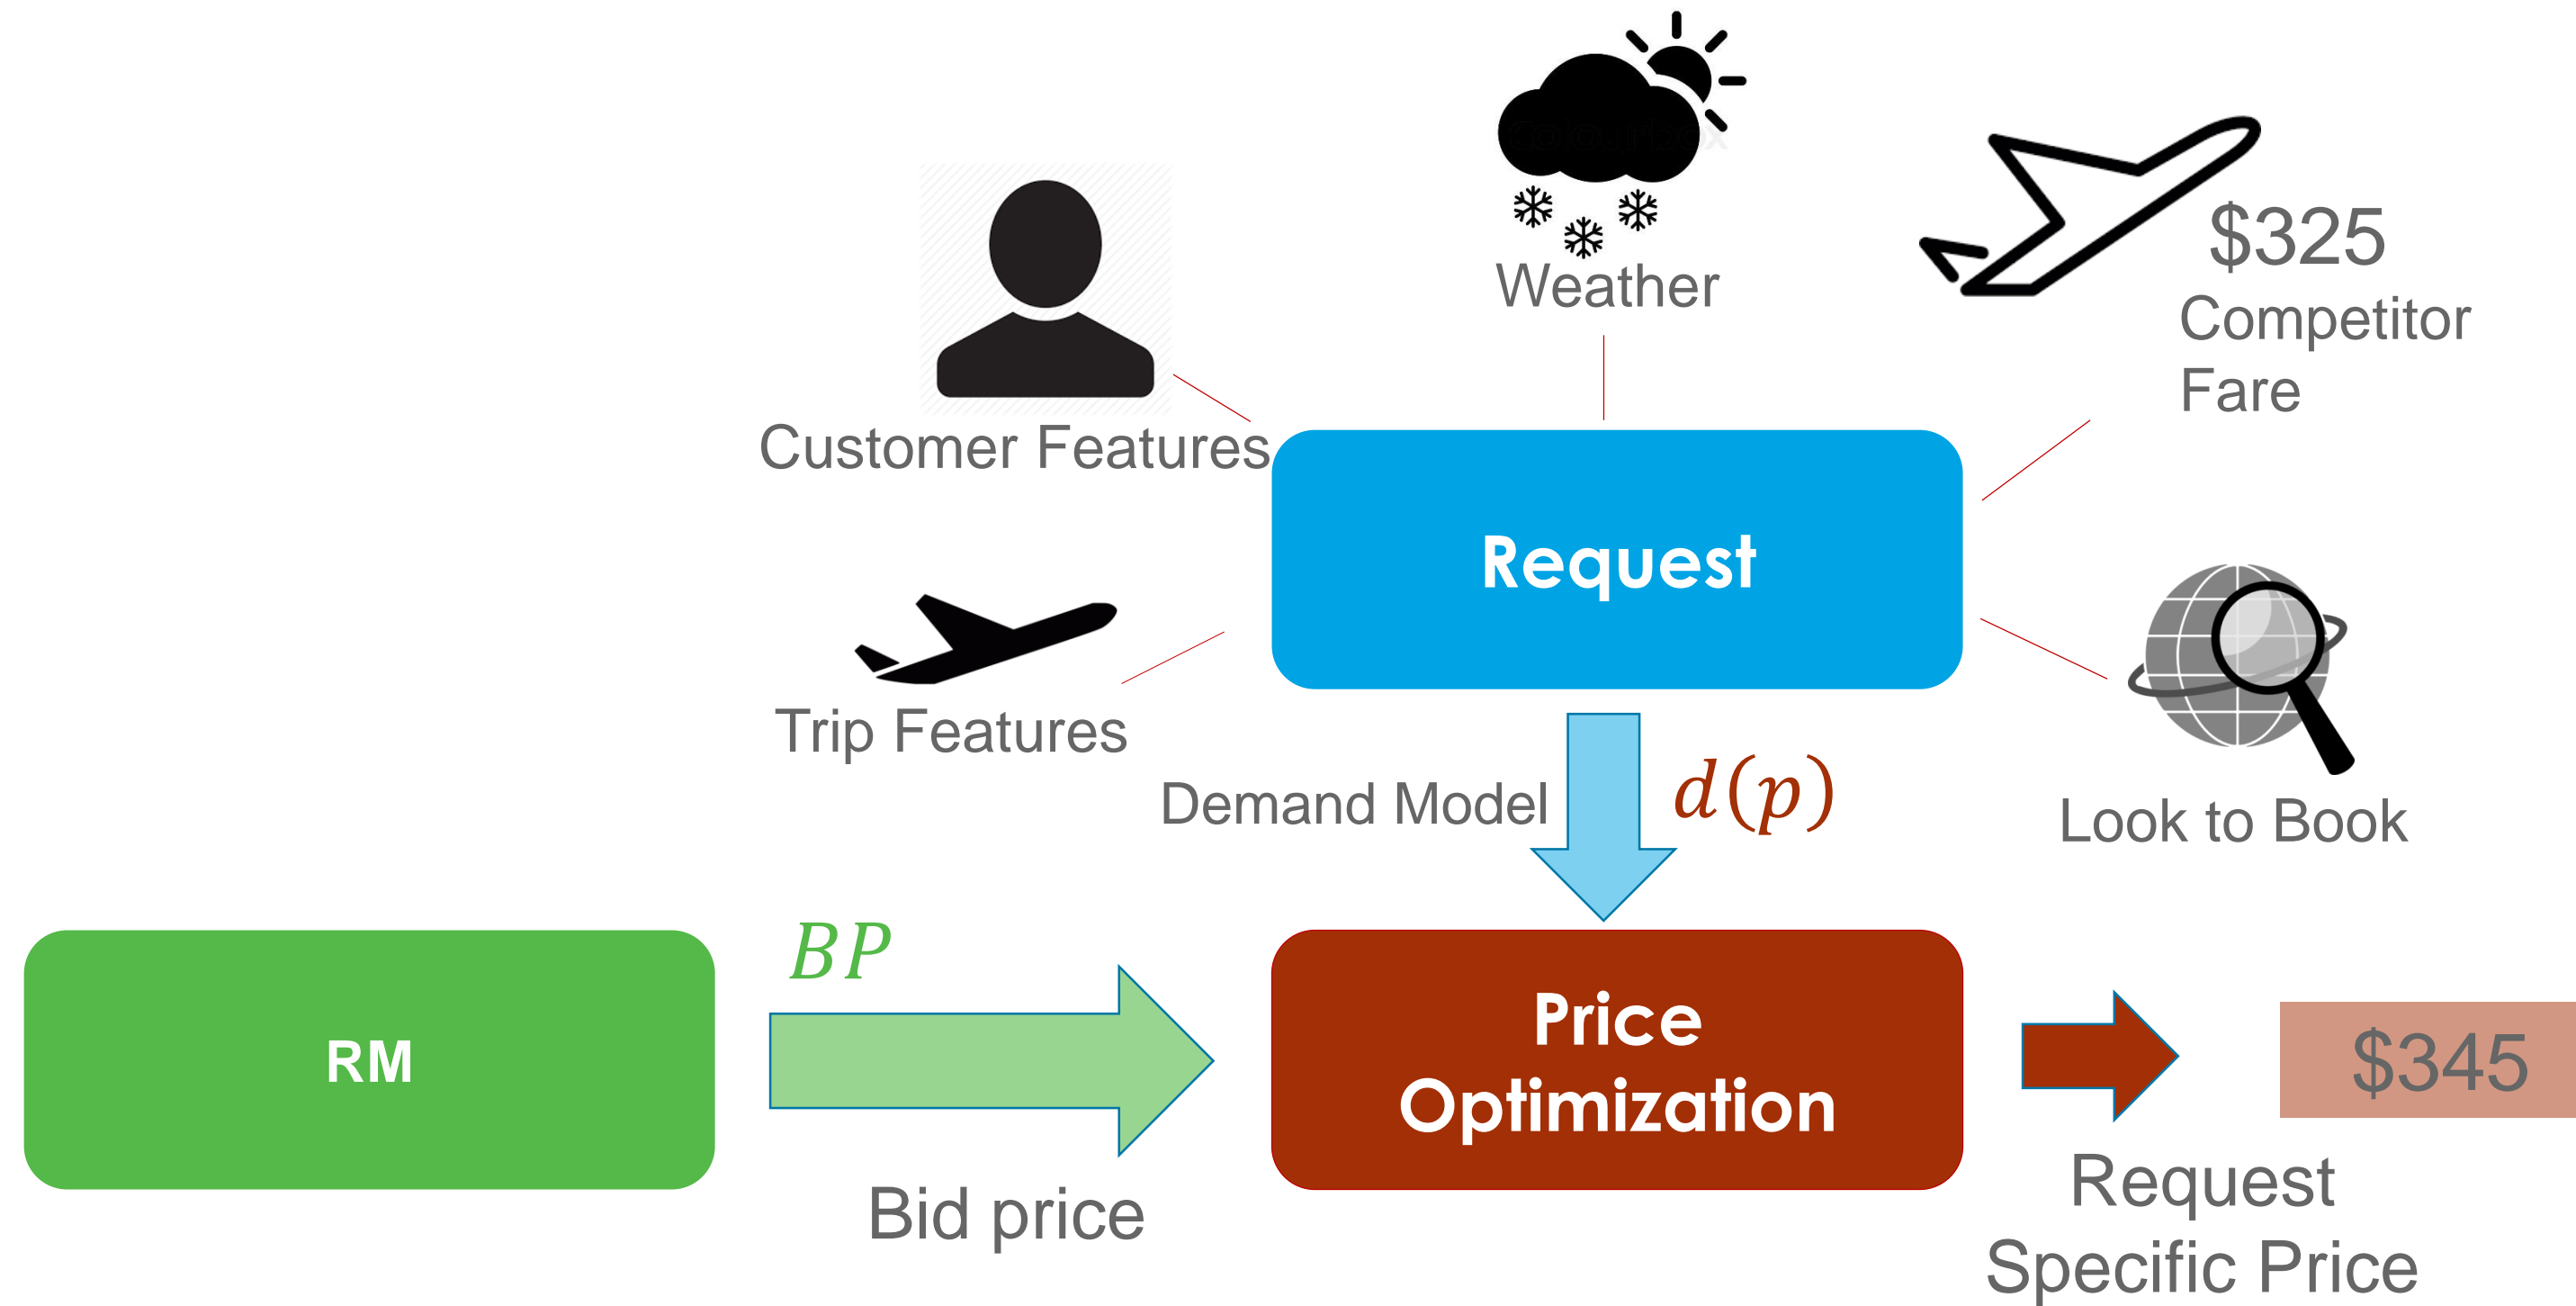 Weather
$325
Competitor
Fare
Customer Features
Request
Trip Features
Demand Model
d(p)
Look to Book
BP
RM
Price
Optimization
$345
Bid price
Request
Specific Price